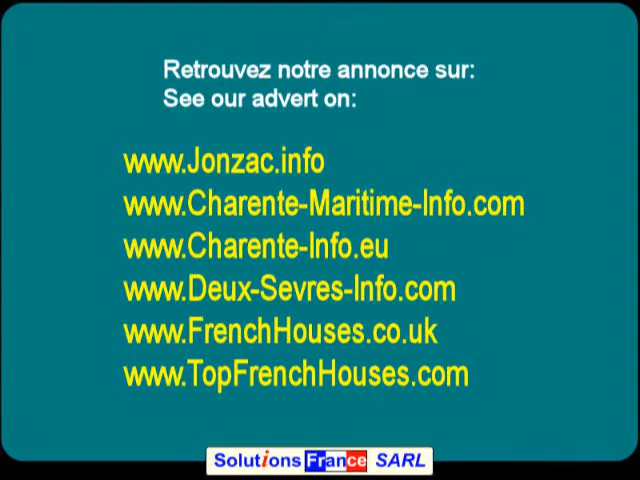 Retrouvez notre annonce sur:
See our advert on:
www.Jonzac.info
www.Charente-Maritime-Info.com
www.Charente-Info.eu
www.Deux-Sevres-Info.com
www.FrenchHouses.co.uk
www.TopFrenchHouses.com
Solutions France SARL